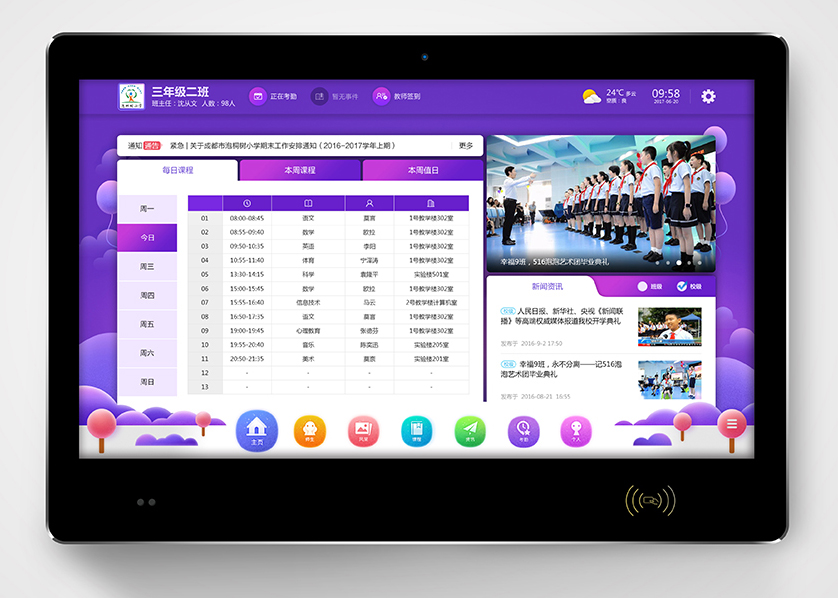 三年级二班
班主任：沈从文 人数：98人
正在考勤
暂无事件
教师签到
24℃ 多云
空质：良
09:58
2017-06-20
通知 通告 紧急 | 关于成都市泡桐树小学期末工作安排通知（2016-2017学年上期） 更多
每日课程 本周课程 本周值日
周一
今日
周三
周四
周五
周六
周日
01 08:00-08:45 语文 莫言 1号教学楼302室
02 08:55-09:40 数学 欧拉 1号教学楼302室
03 09:50-10:35 英语 李阳 1号教学楼302室
04 10:55-11:40 体育 宁泽涛 1号教学楼302室
05 13:30-14:15 科学 袁隆平 实验楼501室
06 15:00-15:45 数学 欧拉 1号教学楼302室
07 15:55-16:40 信息技术 马云 2号教学楼计算机室
08 16:50-17:35 语文 莫言 1号教学楼302室
09 19:00-19:45 心理教育 张德芬 1号教学楼302室
10 19:55-20:40 音乐 陈奕迅 实验楼205室
11 20:50-21:35 美术 莫奈 实验楼201室
12 - - -
13 - - -
幸福9班，516泡泡艺术团毕业典礼
新闻资讯 班级 校级
校级 人民日报、新华社、央视《新闻联
播》等高端权威媒体报道我校开学典礼
发布于 2016-9-2 17:50
校级 幸福9班，永不分离——记516泡
泡艺术团毕业典礼
发布于 2016-08-21 16:55
主页
师生
风采
课程
资讯
考勤
个人